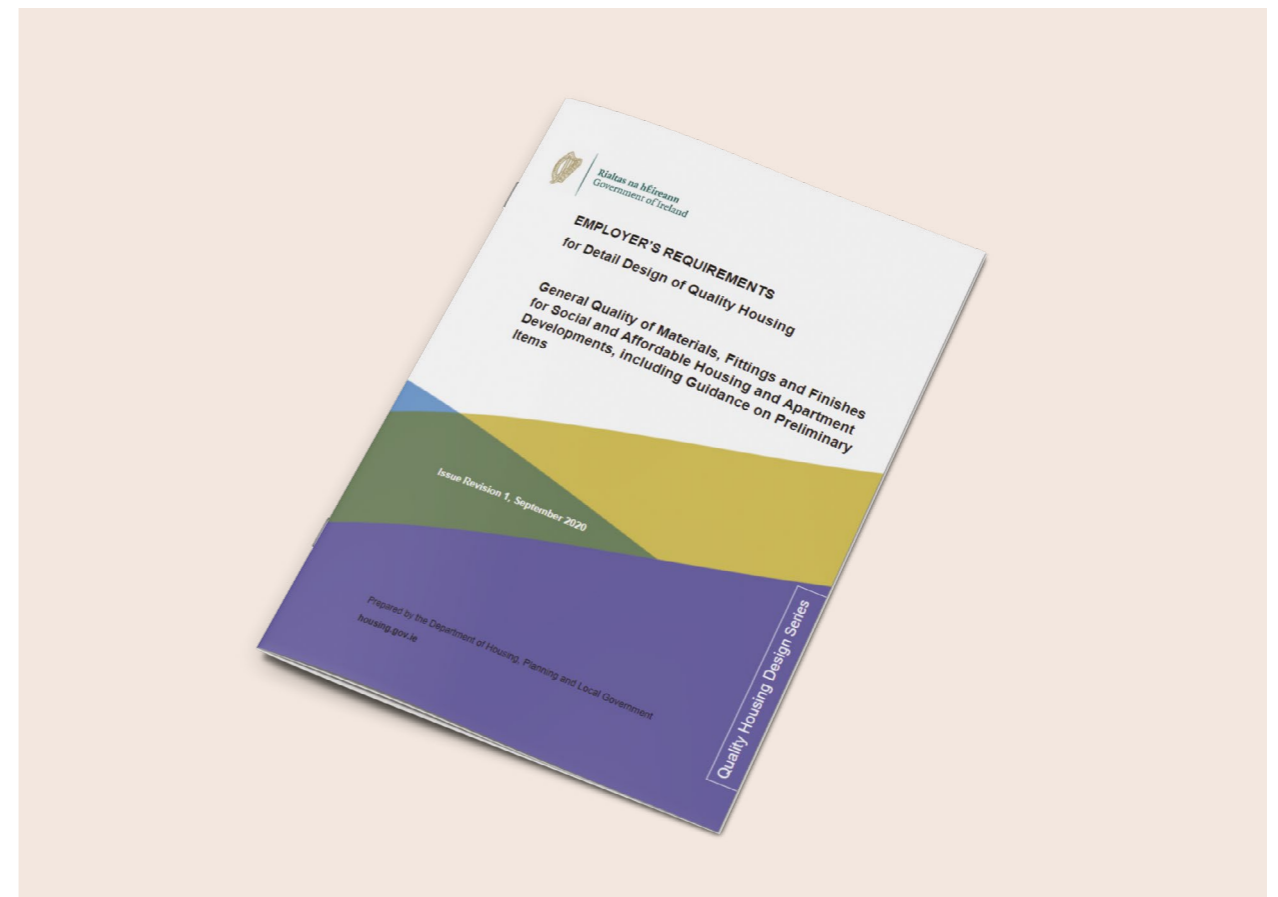 Rialtas na hÉireann
Government of Ireland
EMPLOYER'S REQUIREMENTS
for Detail Design of Quality Housing
General Quality of Materials, Fittings and Finishes
for Social and Affordable Housing and Apartment
Developments, including Guidance on Preliminary
Items
Issue Revision 1, September 2020
Prepared by the Department of Housing, Planning and Local Government
housing.gov.ie
Quality Housing Design Series